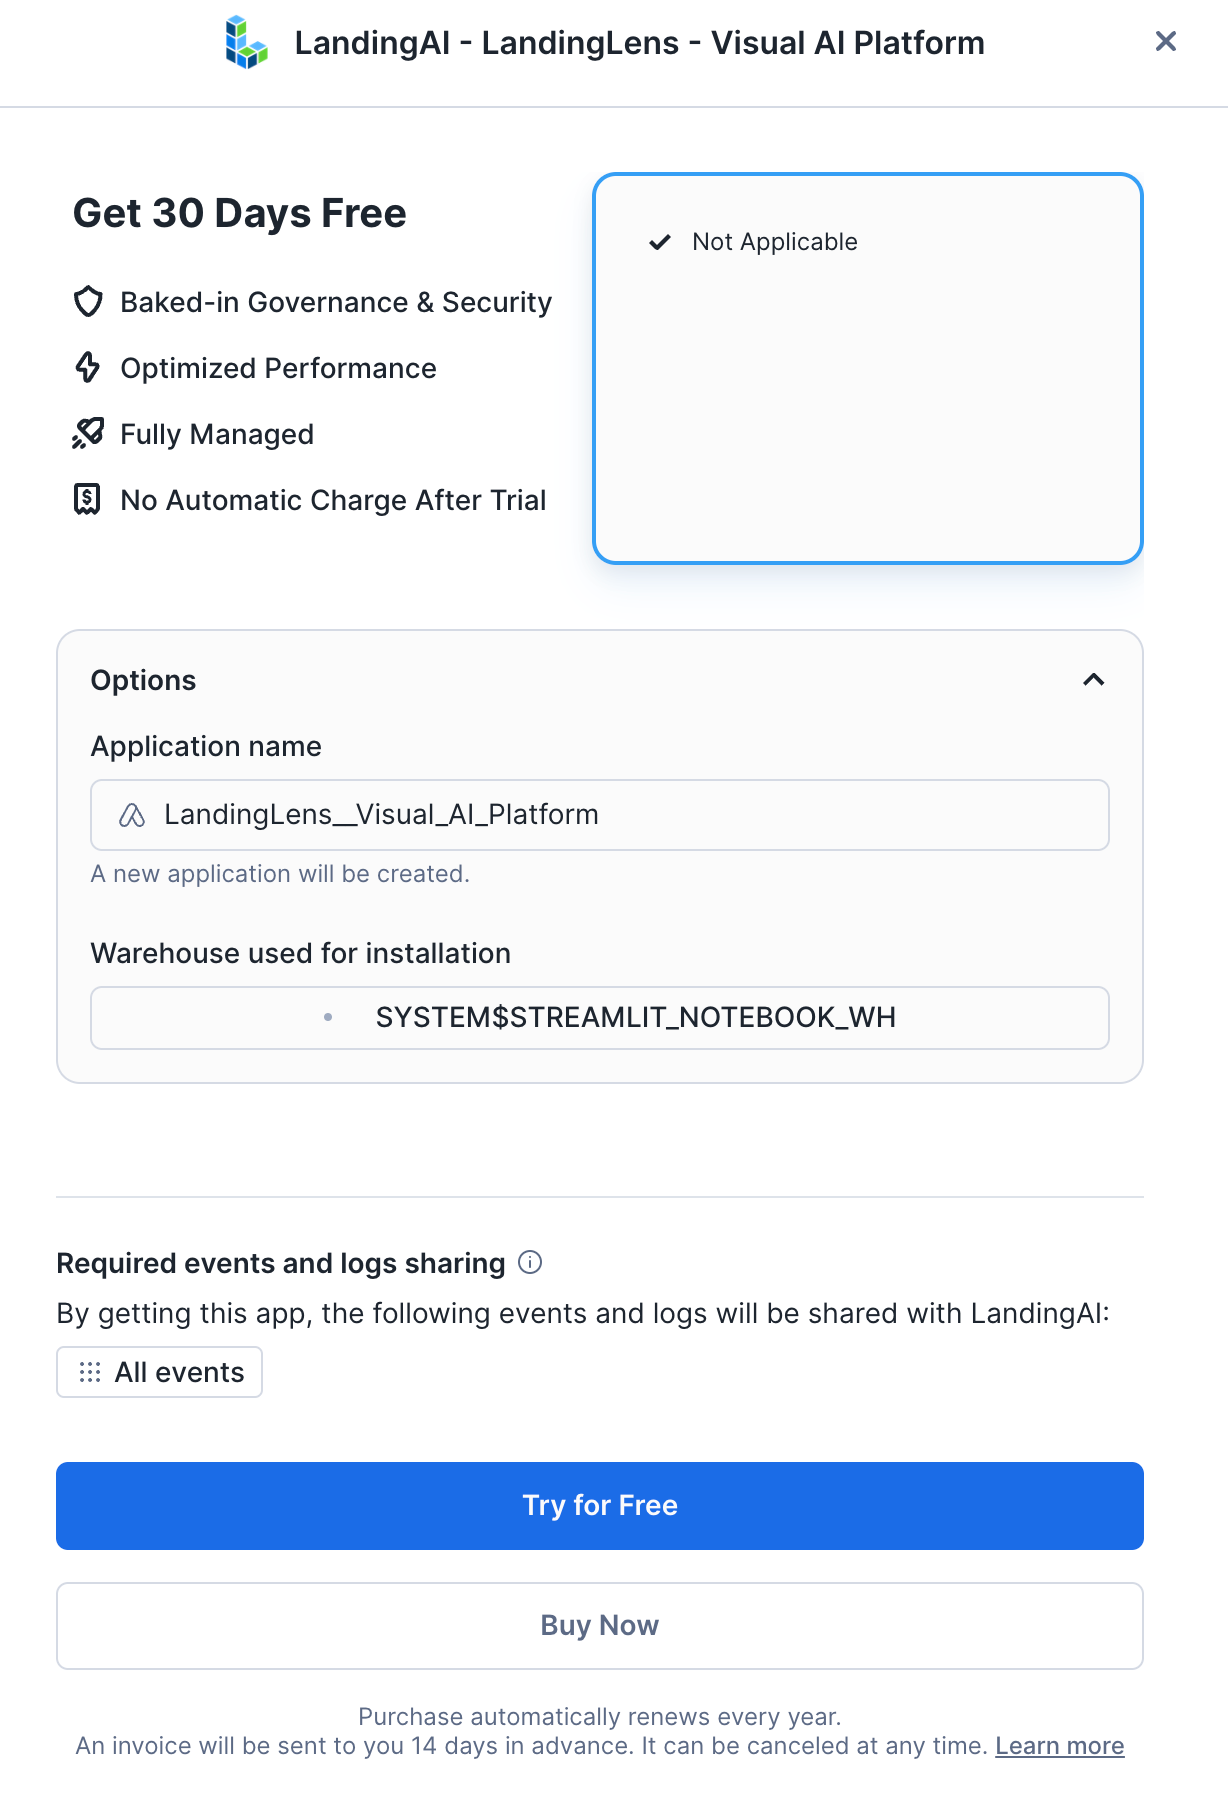 LandingAI - LandingLens - Visual AI Platform
Get 30 Days Free
Baked-in Governance & Security
Optimized Performance
Fully Managed
No Automatic Charge After Trial
Not Applicable
Options
Application name
LandingLens__Visual_AI_Platform
A new application will be created.
Warehouse used for installation
SYSTEM$STREAMLIT_NOTEBOOK_WH
Required events and logs sharing
By getting this app, the following events and logs will be shared with LandingAI:
All events
Try for Free
Buy Now
Purchase automatically renews every year.
An invoice will be sent to you 14 days in advance. It can be canceled at any time. Learn more